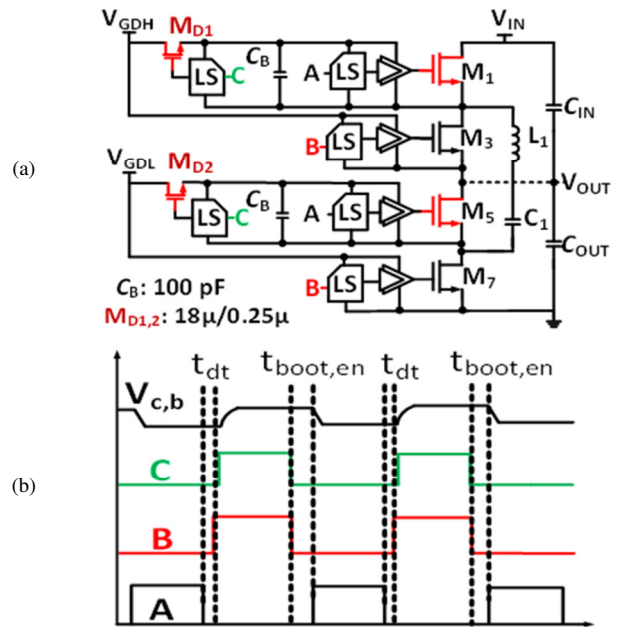 (a)
V_GDH
M_D1
LS
C
C_B
A
LS
M_1
V_IN
C_IN
B
LS
M_3
L_1
V_GDL
M_D2
LS
C
C_B
A
LS
M_5
V_OUT
C_1
C_OUT
B
LS
M_7
C_B: 100 pF
M_D1,2: 18μ/0.25μ
(b)
t_dt t_boot,en t_dt t_boot,en
V_c,b
C
B
A